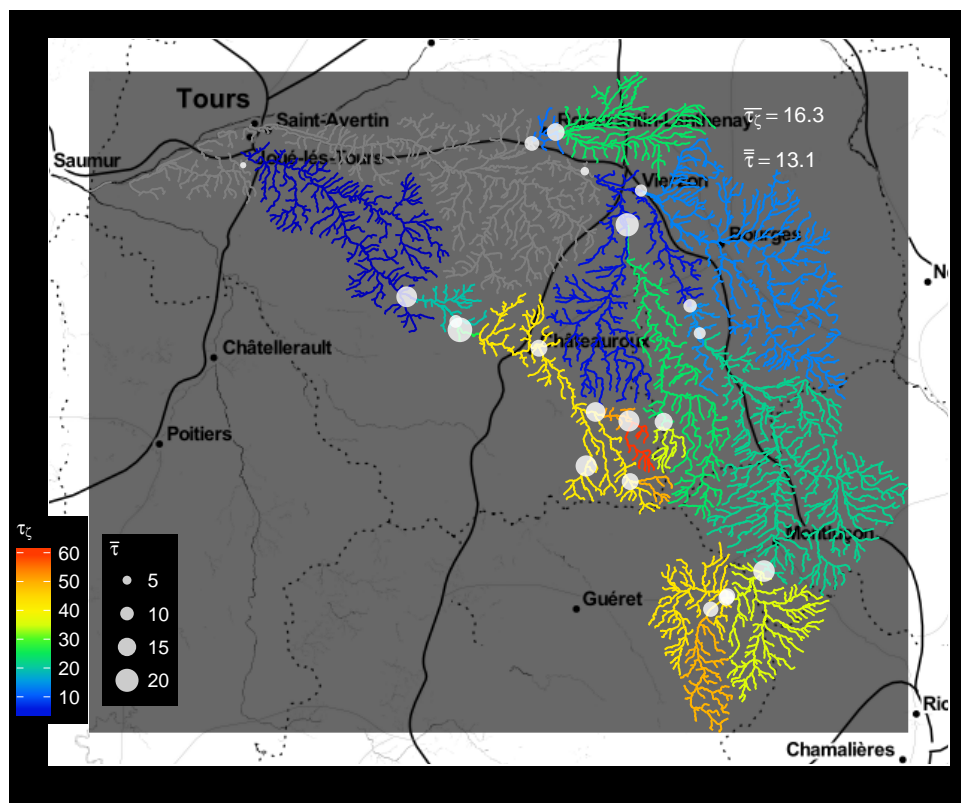 Tours
Saint-Avertin
Joué-lès-Tours
Saumur
τζ = 16.3
τ = 13.1
Vierzon
Bourges
Châtellerault
Châteauroux
Poitiers
Montluçon
Guéret
Chamalières
τζ
60
50
40
30
20
10
τ
5
10
15
20